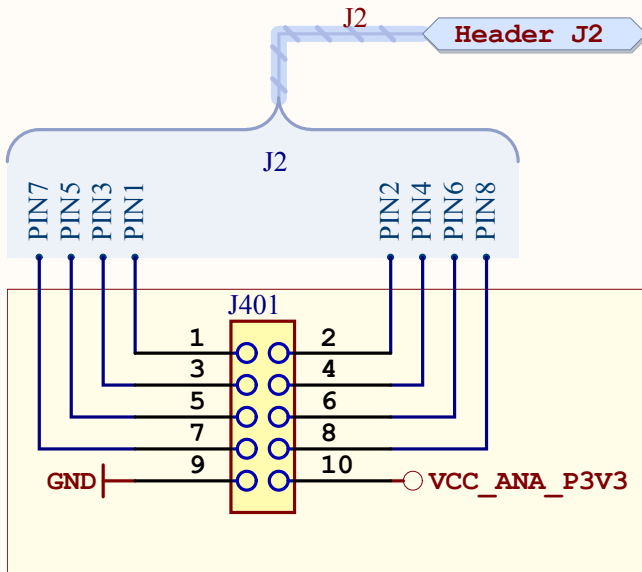 J2
Header J2
J2
PIN7 PIN5 PIN3 PIN1 PIN2 PIN4 PIN6 PIN8
J401
1 2
3 4
5 6
7 8
9 10
GND VCC_ANA_P3V3